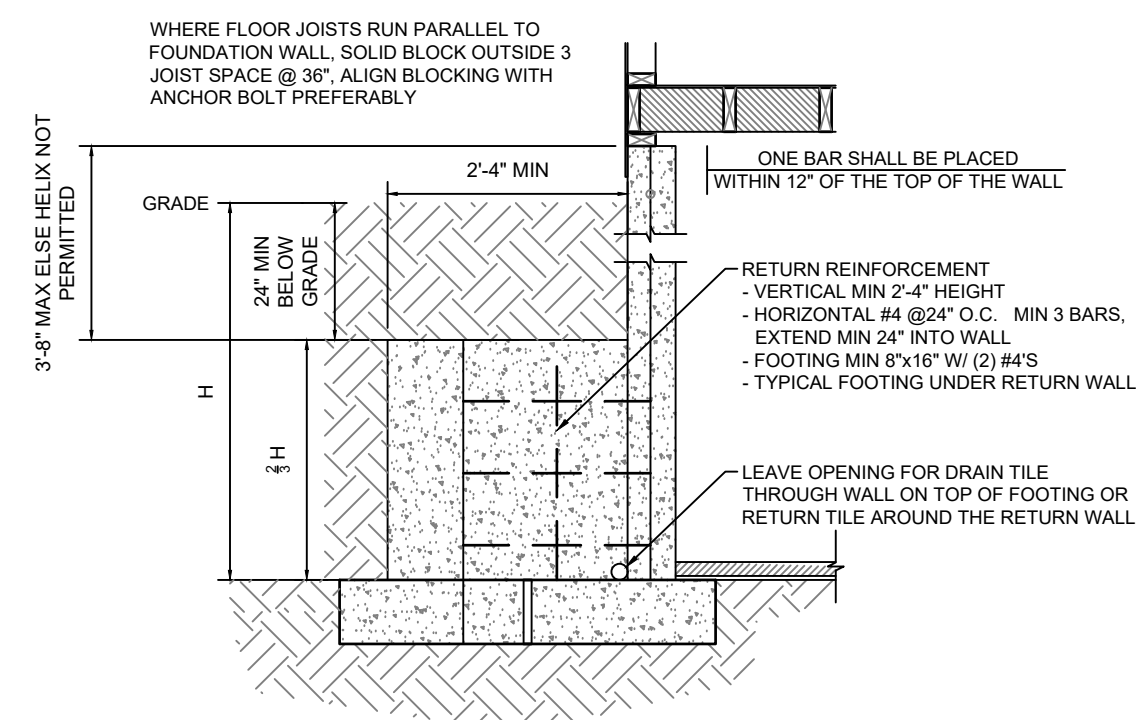 WHERE FLOOR JOISTS RUN PARALLEL TO
FOUNDATION WALL, SOLID BLOCK OUTSIDE 3
JOIST SPACE @ 36", ALIGN BLOCKING WITH
ANCHOR BOLT PREFERABLY
3'-8" MAX ELSE HELIX NOT
PERMITTED
2'-4" MIN
ONE BAR SHALL BE PLACED
WITHIN 12" OF THE TOP OF THE WALL
GRADE
24" MIN
BELOW
GRADE
RETURN REINFORCEMENT
- VERTICAL MIN 2'-4" HEIGHT
- HORIZONTAL #4 @24" O.C. MIN 3 BARS,
EXTEND MIN 24" INTO WALL
- FOOTING MIN 8"x16" W/ (2) #4'S
- TYPICAL FOOTING UNDER RETURN WALL
H
2/3 H
LEAVE OPENING FOR DRAIN TILE
THROUGH WALL ON TOP OF FOOTING OR
RETURN TILE AROUND THE RETURN WALL